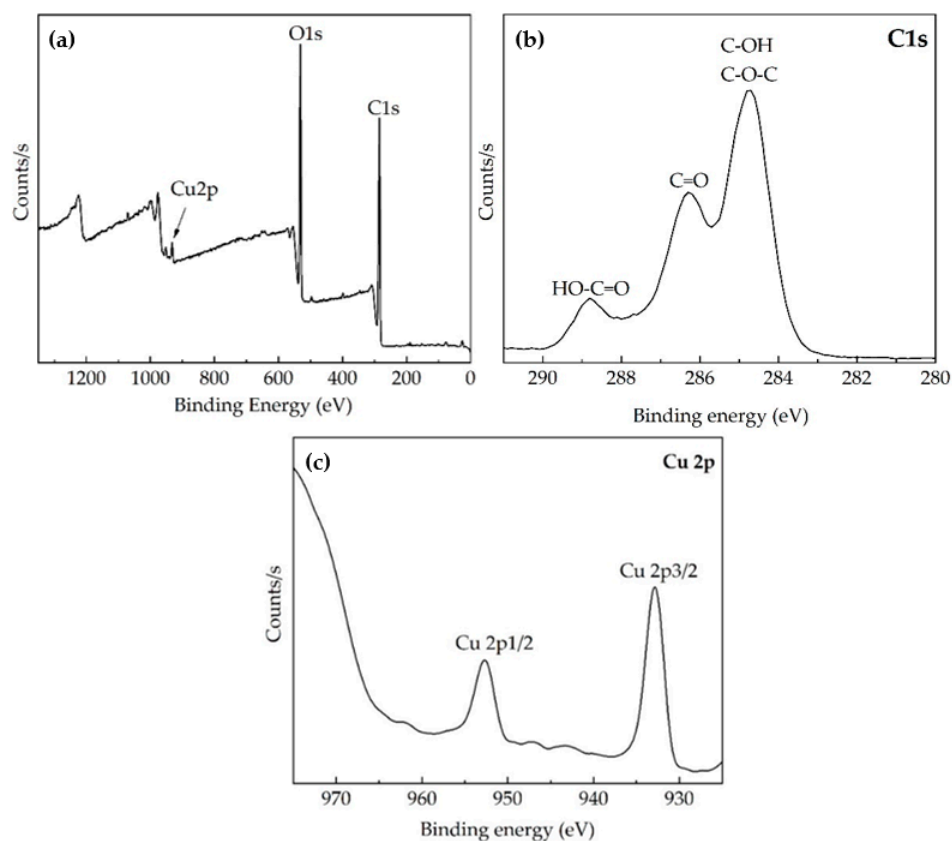 (a)
O1s
C1s
Cu2p
Counts/s
1200 1000 800 600 400 200 0
Binding Energy (eV)
(b)
C1s
C-OH
C-O-C
C=O
HO-C=O
Counts/s
290 288 286 284 282 280
Binding energy (eV)
(c)
Cu 2p
Cu 2p3/2
Cu 2p1/2
Counts/s
970 960 950 940 930
Binding energy (eV)